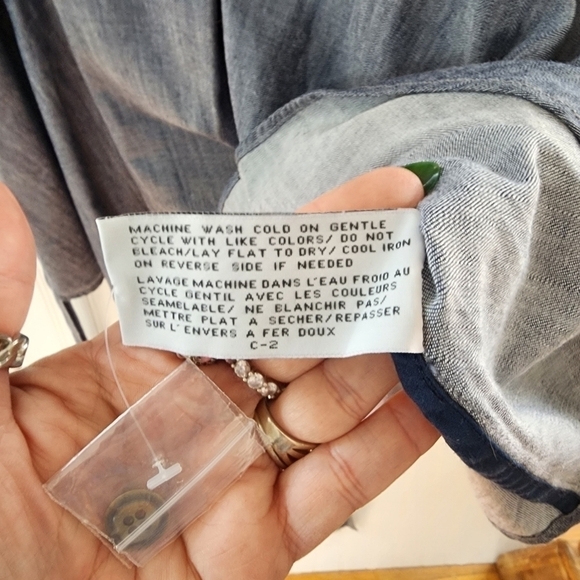 MACHINE WASH COLD ON GENTLE
CYCLE WITH LIKE COLORS/ DO NOT
BLEACH/LAY FLAT TO DRY/ COOL IRON
ON REVERSE SIDE IF NEEDED
LAVAGE MACHINE DANS L'EAU FROID AU
CYCLE GENTIL AVEC LES COULEURS
SEAMBLABLE/ NE BLANCHIR PAS/
METTRE PLAT A SECHER/REPASSER
SUR L'ENVERS A FER DOUX
C-2